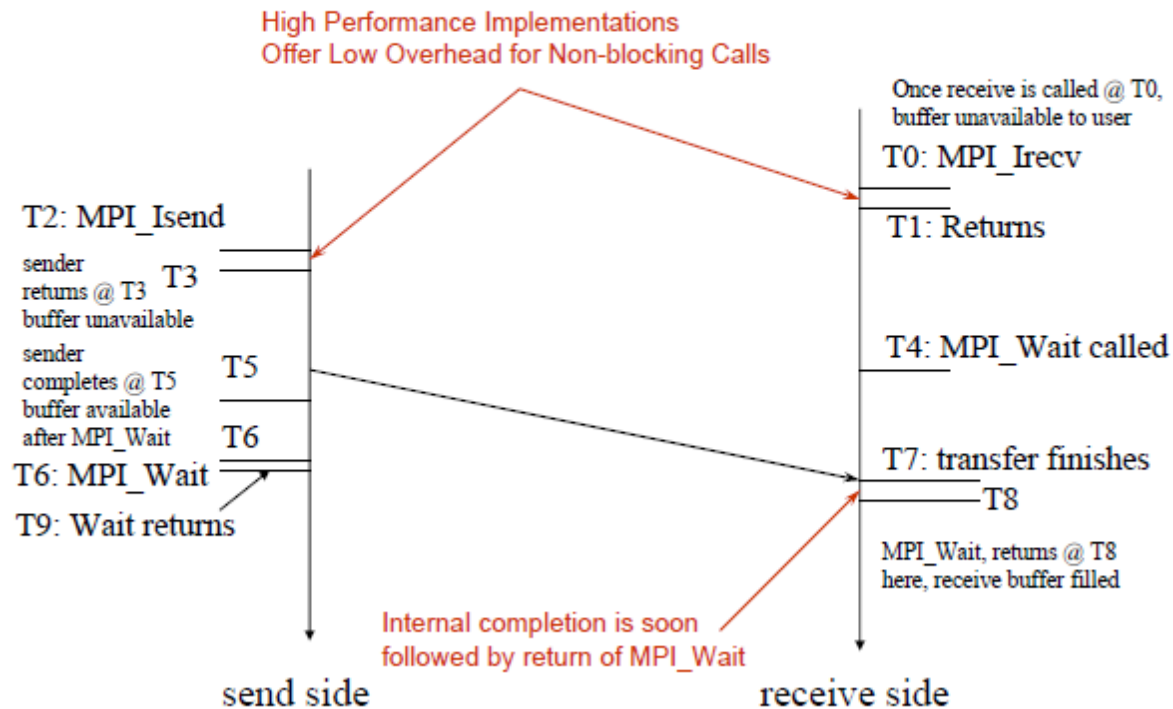 High Performance Implementations
Offer Low Overhead for Non-blocking Calls
Once receive is called @ T0,
buffer unavailable to user
T0: MPI_Irecv
T1: Returns
T2: MPI_Isend
sender
returns @ T3
buffer unavailable
T3
T4: MPI_Wait called
sender
completes @ T5
buffer available
after MPI_Wait
T5
T6
T6: MPI_Wait
T9: Wait returns
T7: transfer finishes
T8
MPI_Wait, returns @ T8
here, receive buffer filled
Internal completion is soon
followed by return of MPI_Wait
send side
receive side